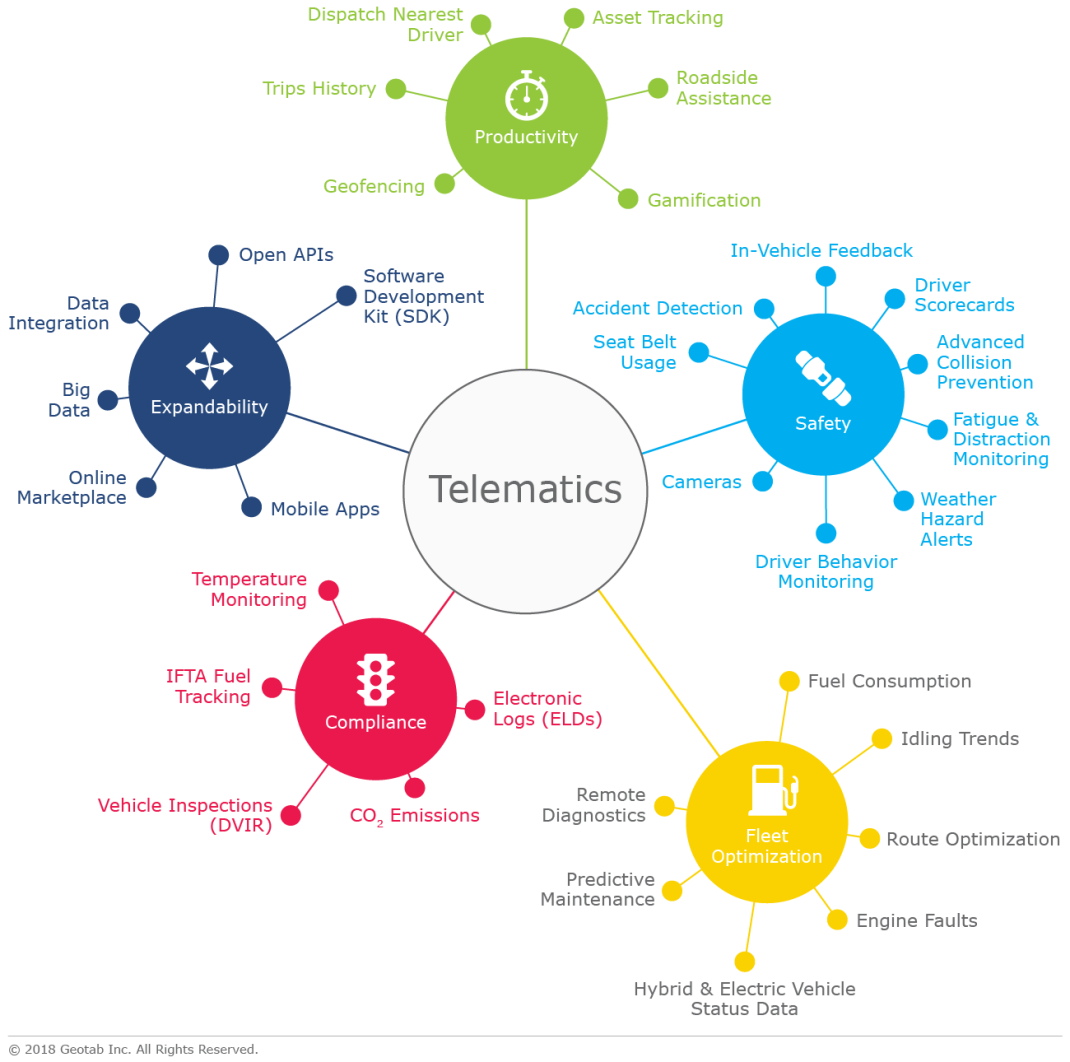 Dispatch Nearest
Driver
Asset Tracking
Trips History
Roadside
Assistance
Productivity
Geofencing
Gamification
Open APIs
Software
Development
Kit (SDK)
Data
Integration
Big
Data
Expandability
Online
Marketplace
Mobile Apps
In-Vehicle Feedback
Accident Detection
Driver
Scorecards
Seat Belt
Usage
Advanced
Collision
Prevention
Safety
Fatigue &
Distraction
Monitoring
Cameras
Weather
Hazard
Alerts
Driver Behavior
Monitoring
Telematics
Temperature
Monitoring
IFTA Fuel
Tracking
Compliance
Electronic
Logs (ELDs)
Vehicle Inspections
(DVIR)
CO₂ Emissions
Fuel Consumption
Idling Trends
Remote
Diagnostics
Fleet
Optimization
Route Optimization
Predictive
Maintenance
Engine Faults
Hybrid & Electric Vehicle
Status Data
© 2018 Geotab Inc. All Rights Reserved.